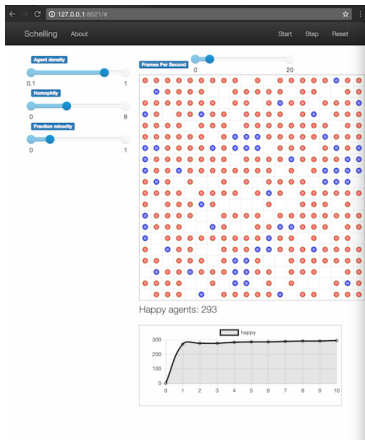 127.0.0.1:8521/#
Schelling About Start Step Reset
Agent density
0.1 1
Homophily
0 8
Fraction minority
0 1
Frames Per Second
0 20
Happy agents: 293
happy
300
200
100
0
0 1 2 3 4 5 6 7 8 9 10